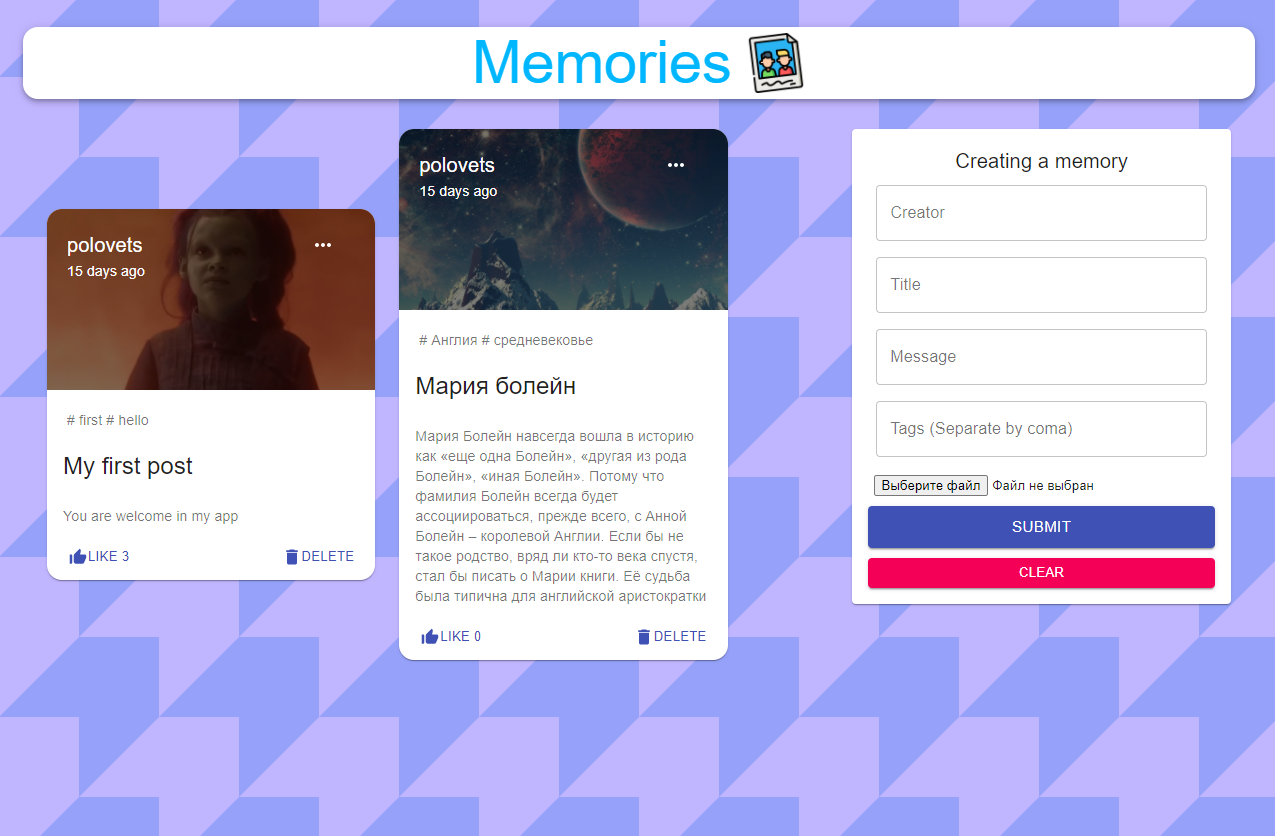 Memories
polovets
15 days ago
# first # hello
My first post
You are welcome in my app
LIKE 3
DELETE
polovets
15 days ago
# Англия # средневековье
Мария болейн
Мария Болейн навсегда вошла в историю
как «еще одна Болейн», «другая из рода
Болейн», «иная Болейн». Потому что
фамилия Болейн всегда будет
ассоциироваться, прежде всего, с Анной
Болейн – королевой Англии. Если бы не
такое родство, вряд ли кто-то века спустя,
стал бы писать о Марии книги. Её судьба
была типична для английской аристократки
LIKE 0
DELETE
Creating a memory
Creator
Title
Message
Tags (Separate by coma)
Выберите файл Файл не выбран
SUBMIT
CLEAR